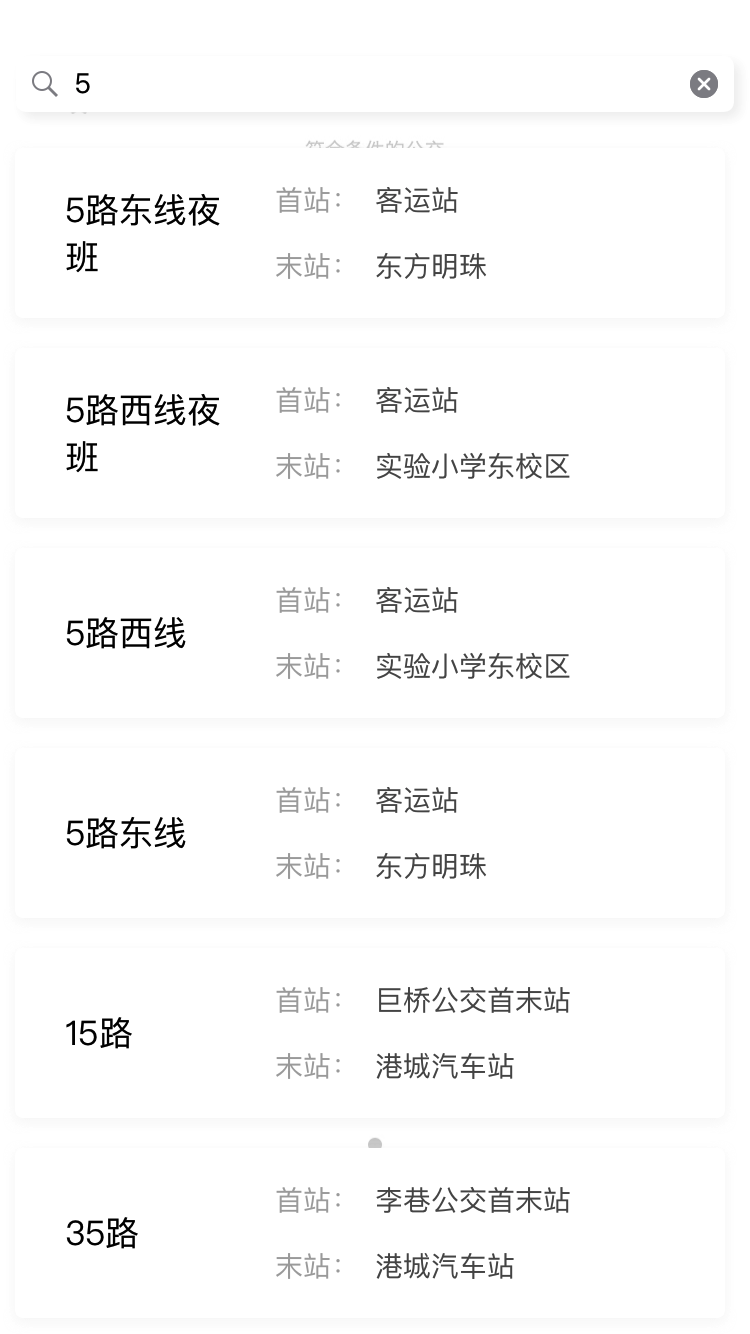 5
符合条件的公交
5路东线夜
班
首站：
客运站
末站：
东方明珠
5路西线夜
班
首站：
客运站
末站：
实验小学东校区
5路西线
首站：
客运站
末站：
实验小学东校区
5路东线
首站：
客运站
末站：
东方明珠
15路
首站：
巨桥公交首末站
末站：
港城汽车站
35路
首站：
李巷公交首末站
末站：
港城汽车站